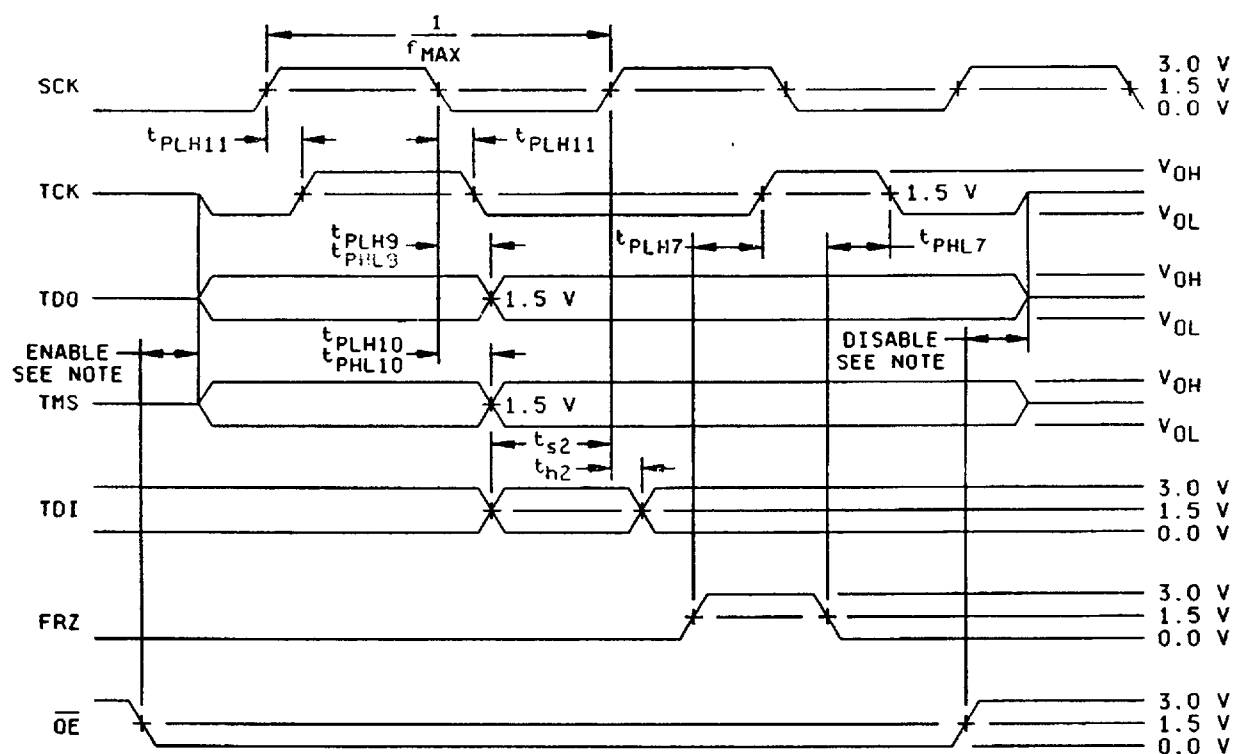 1
f MAX
SCK
3.0 V
1.5 V
0.0 V
tPLH11
tPLH11
TCK
VOH
1.5 V
VOL
tPLH9
tPHL9
tPLH7
tPHL7
TDO
VOH
1.5 V
VOL
ENABLE
SEE NOTE
tPLH10
tPHL10
DISABLE
SEE NOTE
TMS
VOH
1.5 V
VOL
ts2
th2
TDI
3.0 V
1.5 V
0.0 V
FRZ
3.0 V
1.5 V
0.0 V
OE
3.0 V
1.5 V
0.0 V